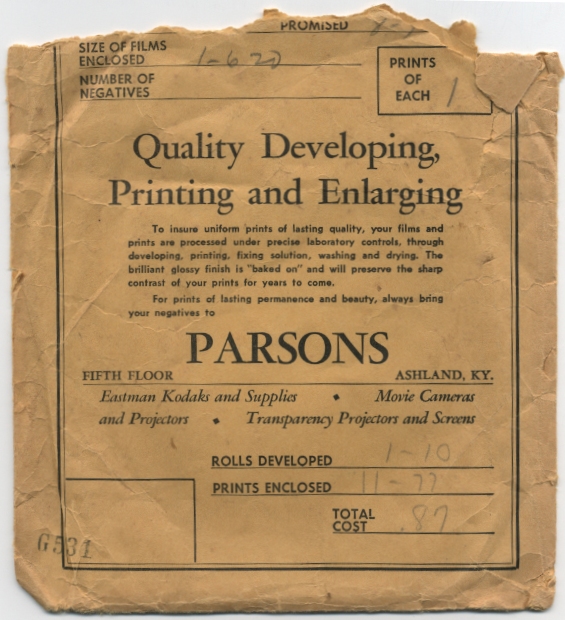 PROMISED
SIZE OF FILMS
ENCLOSED 1-620
NUMBER OF
NEGATIVES
PRINTS
OF
EACH 1
Quality Developing,
Printing and Enlarging
To insure uniform prints of lasting quality, your films and
prints are processed under precise laboratory controls, through
developing, printing, fixing solution, washing and drying. The
brilliant glossy finish is "baked on" and will preserve the sharp
contrast of your prints for years to come.
For prints of lasting permanence and beauty, always bring
your negatives to
PARSONS
FIFTH FLOOR ASHLAND, KY.
Eastman Kodaks and Supplies ♦ Movie Cameras
and Projectors ♦ Transparency Projectors and Screens
ROLLS DEVELOPED 1-10
PRINTS ENCLOSED 11-77
TOTAL
COST .87
G534